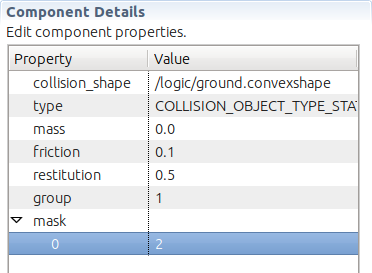 Component Details
Edit component properties.
Property Value
collision_shape /logic/ground.convexshape
type COLLISION_OBJECT_TYPE_STAT
mass 0.0
friction 0.1
restitution 0.5
group 1
mask
0 2